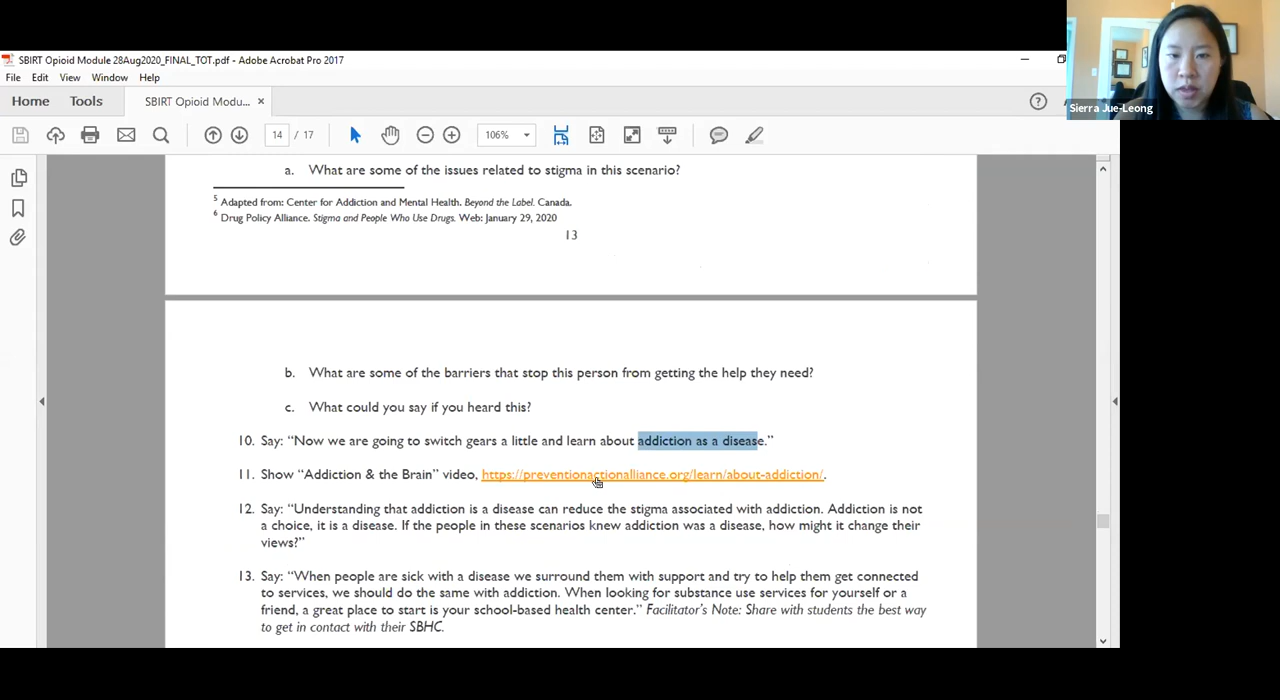 SBIRT Opioid Module 28Aug2020_FINAL_TOT.pdf - Adobe Acrobat Pro 2017
File Edit View Window Help
Home Tools SBIRT Opioid Modu... ×
14 / 17 106%
Sierra Jue-Leong
a. What are some of the issues related to stigma in this scenario?
5 Adapted from: Center for Addiction and Mental Health. Beyond the Label. Canada.
6 Drug Policy Alliance. Stigma and People Who Use Drugs. Web: January 29, 2020
13
b. What are some of the barriers that stop this person from getting the help they need?
c. What could you say if you heard this?
10. Say: “Now we are going to switch gears a little and learn about addiction as a disease.”
11. Show “Addiction & the Brain” video, https://preventionactionalliance.org/learn/about-addiction/.
12. Say: “Understanding that addiction is a disease can reduce the stigma associated with addiction. Addiction is not
a choice, it is a disease. If the people in these scenarios knew addiction was a disease, how might it change their
views?”
13. Say: “When people are sick with a disease we surround them with support and try to help them get connected
to services, we should do the same with addiction. When looking for substance use services for yourself or a
friend, a great place to start is your school-based health center.” Facilitator’s Note: Share with students the best way
to get in contact with their SBHC.